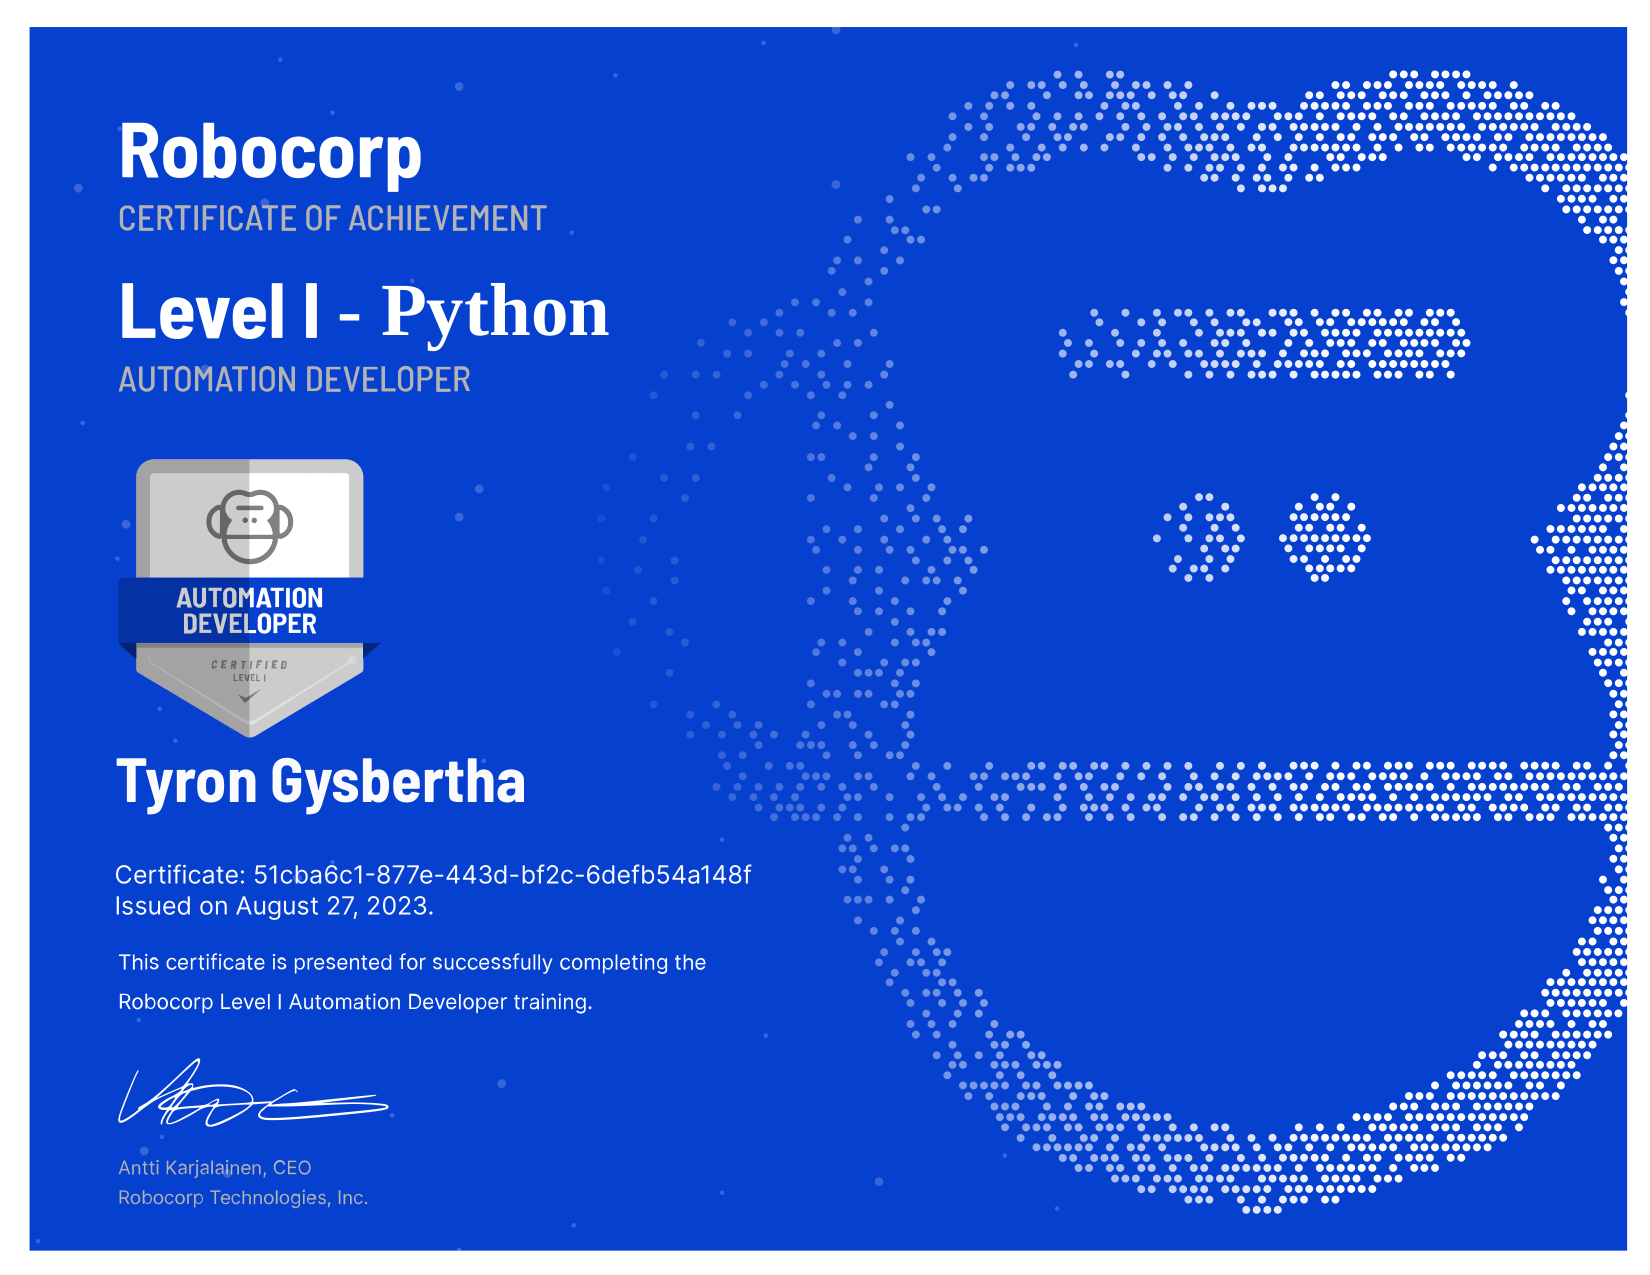 Robocorp
CERTIFICATE OF ACHIEVEMENT
Level I - Python
AUTOMATION DEVELOPER
AUTOMATION
DEVELOPER
CERTIFIED
LEVEL I
Tyron Gysbertha
Certificate: 51cba6c1-877e-443d-bf2c-6defb54a148f
Issued on August 27, 2023.
This certificate is presented for successfully completing the
Robocorp Level I Automation Developer training.
Antti Karjalainen, CEO
Robocorp Technologies, Inc.